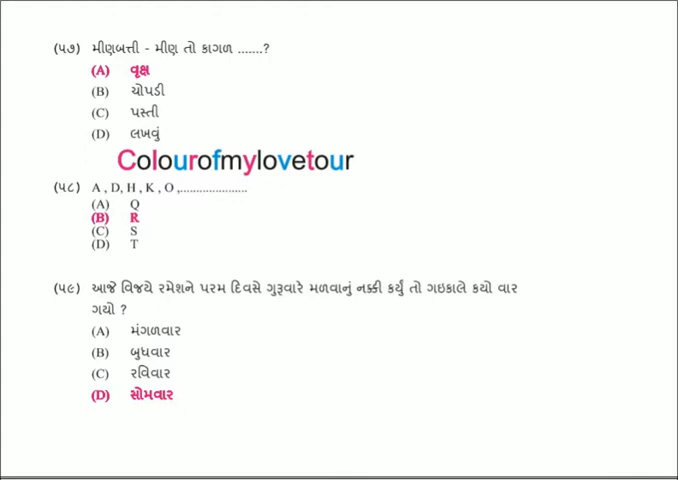 (૫૭) મીણબત્તી - મીણ તો કાગળ .......?
(A) વૃક્ષ
(B) ચોપડી
(C) પસ્તી
(D) લખવું
Colourofmylovetour
(૫૮) A , D, H , K , O ,.....................
(A) Q
(B) R
(C) S
(D) T
(૫૯) આજે વિજયે રમેશને પરમ દિવસે ગુરૂવારે મળવાનું નક્કી કર્યું તો ગઇકાલે કયો વાર
ગયો ?
(A) મંગળવાર
(B) બુધવાર
(C) રવિવાર
(D) સોમવાર